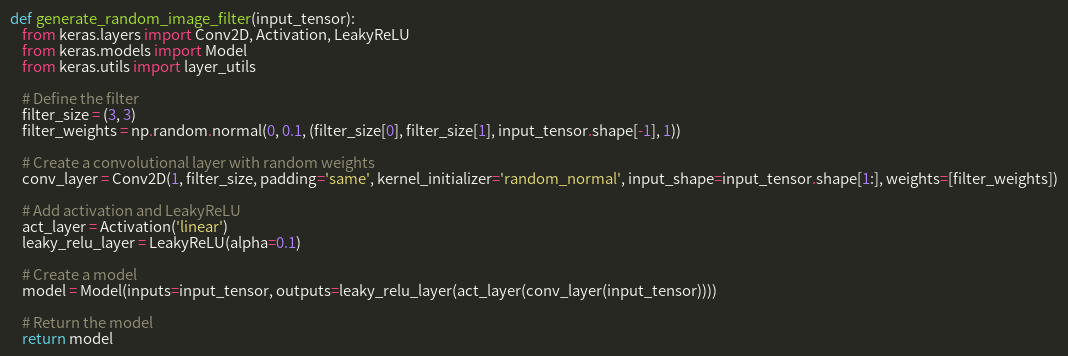 def generate_random_image_filter(input_tensor):
from keras.layers import Conv2D, Activation, LeakyReLU
from keras.models import Model
from keras.utils import layer_utils
# Define the filter
filter_size = (3, 3)
filter_weights = np.random.normal(0, 0.1, (filter_size[0], filter_size[1], input_tensor.shape[-1], 1))
# Create a convolutional layer with random weights
conv_layer = Conv2D(1, filter_size, padding='same', kernel_initializer='random_normal', input_shape=input_tensor.shape[1:], weights=[filter_weights])
# Add activation and LeakyReLU
act_layer = Activation('linear')
leaky_relu_layer = LeakyReLU(alpha=0.1)
# Create a model
model = Model(inputs=input_tensor, outputs=leaky_relu_layer(act_layer(conv_layer(input_tensor))))
# Return the model
return model